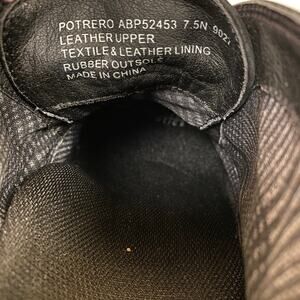 POTRERO ABP52453 7.5N 9021
LEATHER UPPER
TEXTILE & LEATHER LINING
RUBBER OUTSOLE
MADE IN CHINA